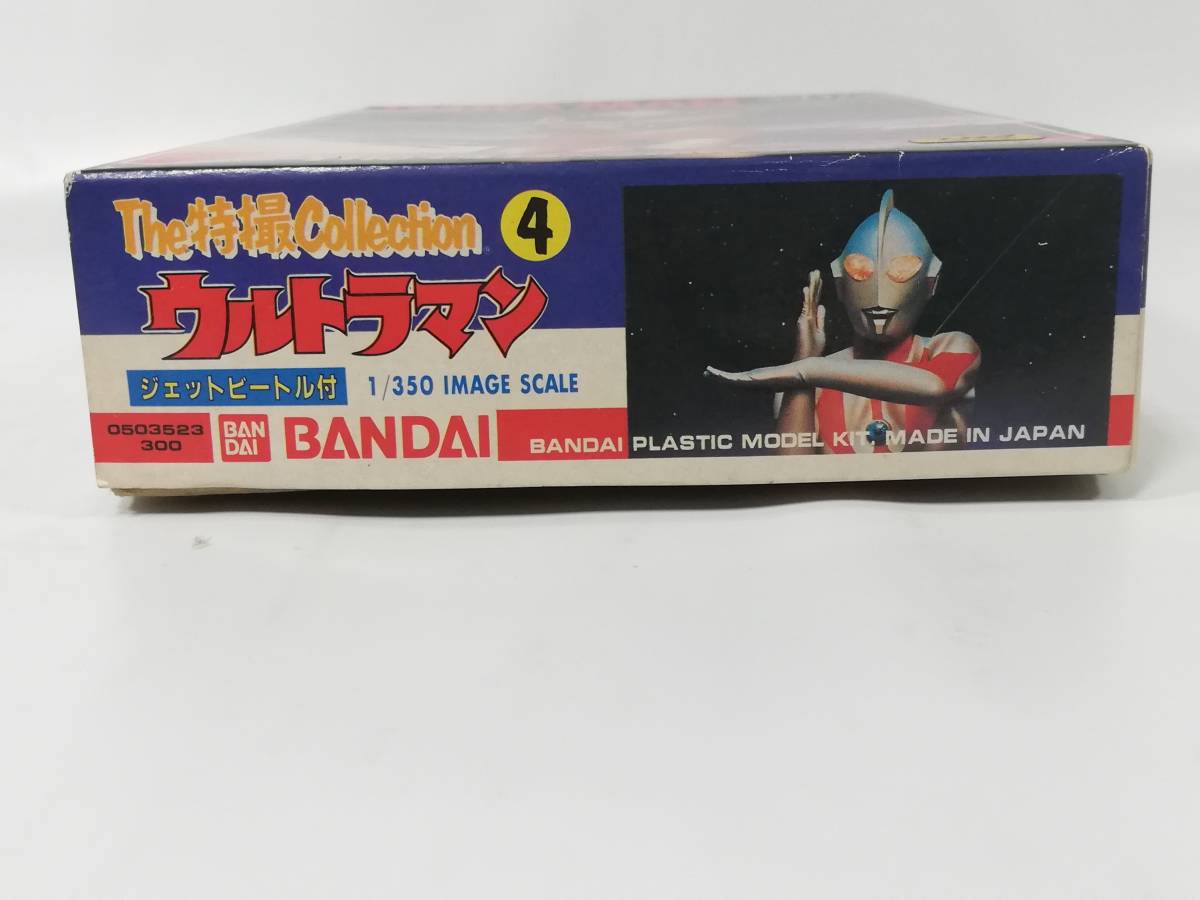 The特撮Collection 4
ウルトラマン
ジェットビートル付 1/350 IMAGE SCALE
0503523
300
BAN
DAI
BANDAI
BANDAI PLASTIC MODEL KIT, MADE IN JAPAN